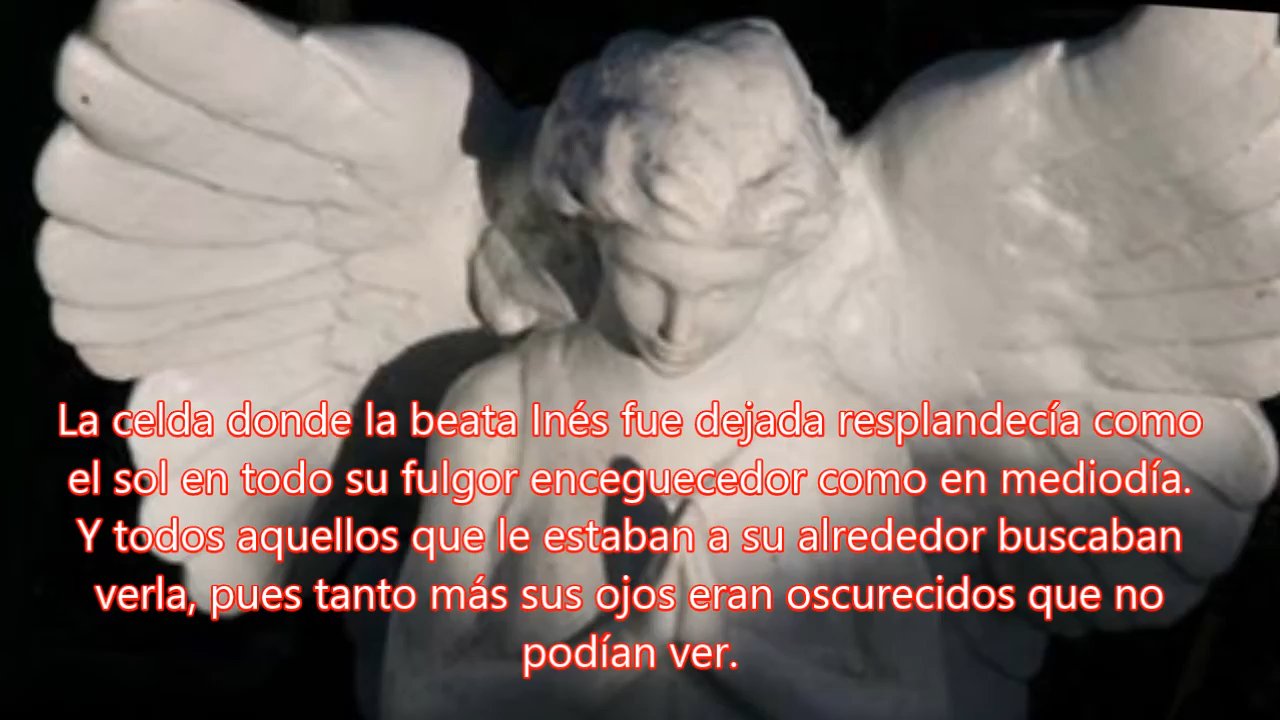 La celda donde la beata Inés fue dejada resplandecía como
el sol en todo su fulgor enceguecedor como en mediodía.
Y todos aquellos que le estaban a su alrededor buscaban
verla, pues tanto más sus ojos eran oscurecidos que no
podían ver.